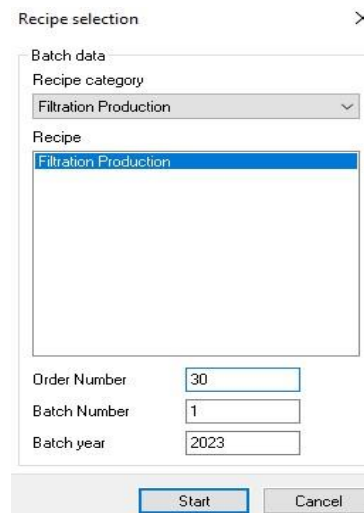 Recipe selection
Batch data
Recipe category
Filtration Production
Recipe
Filtration Production
Order Number 30
Batch Number 1
Batch year 2023
Start Cancel